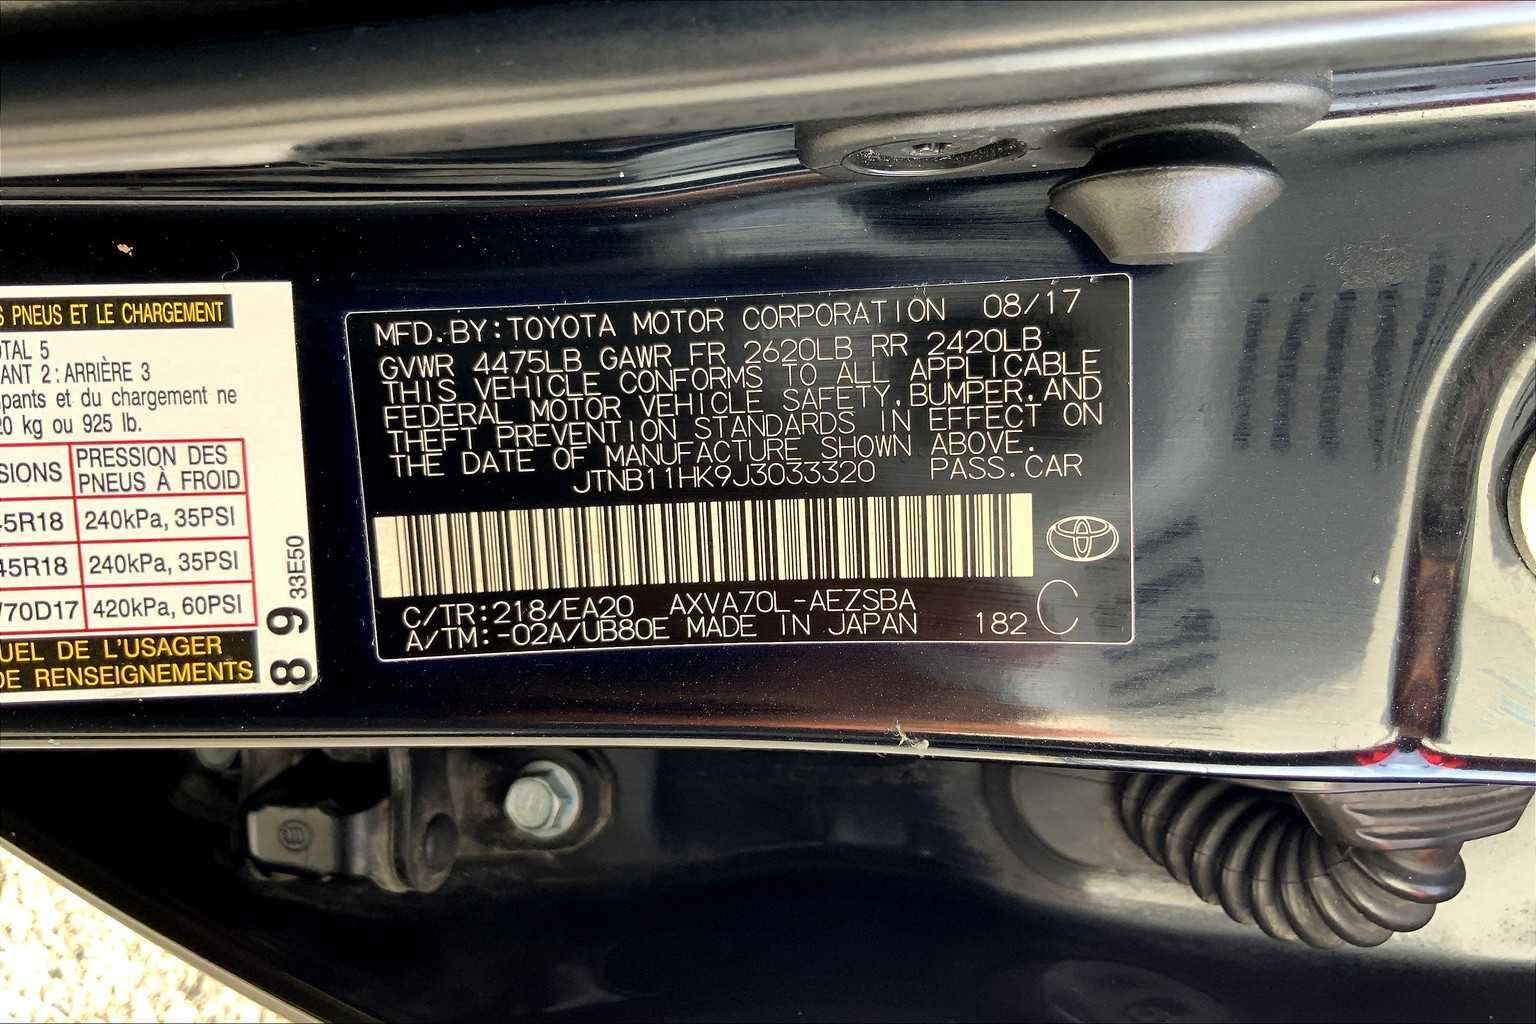 S PNEUS ET LE CHARGEMENT
OTAL 5
ANT 2 : ARRIÈRE 3
pants et du chargement ne
20 kg ou 925 lb.
SIONS PRESSION DES PNEUS À FROID
45R18 240kPa, 35PSI
45R18 240kPa, 35PSI
/70D17 420kPa, 60PSI
UEL DE L'USAGER
DE RENSEIGNEMENTS
33E50
89
MFD.BY:TOYOTA MOTOR CORPORATION 08/17
GVWR 4475LB GAWR FR 2620LB RR 2420LB
THIS VEHICLE CONFORMS TO ALL APPLICABLE
FEDERAL MOTOR VEHICLE SAFETY,BUMPER,AND
THEFT PREVENTION STANDARDS IN EFFECT ON
THE DATE OF MANUFACTURE SHOWN ABOVE.
JTNB11HK9J3033320 PASS.CAR
C/TR:218/EA20 AXVA70L-AEZSBA
A/TM:-02A/UB80E MADE IN JAPAN 182 C